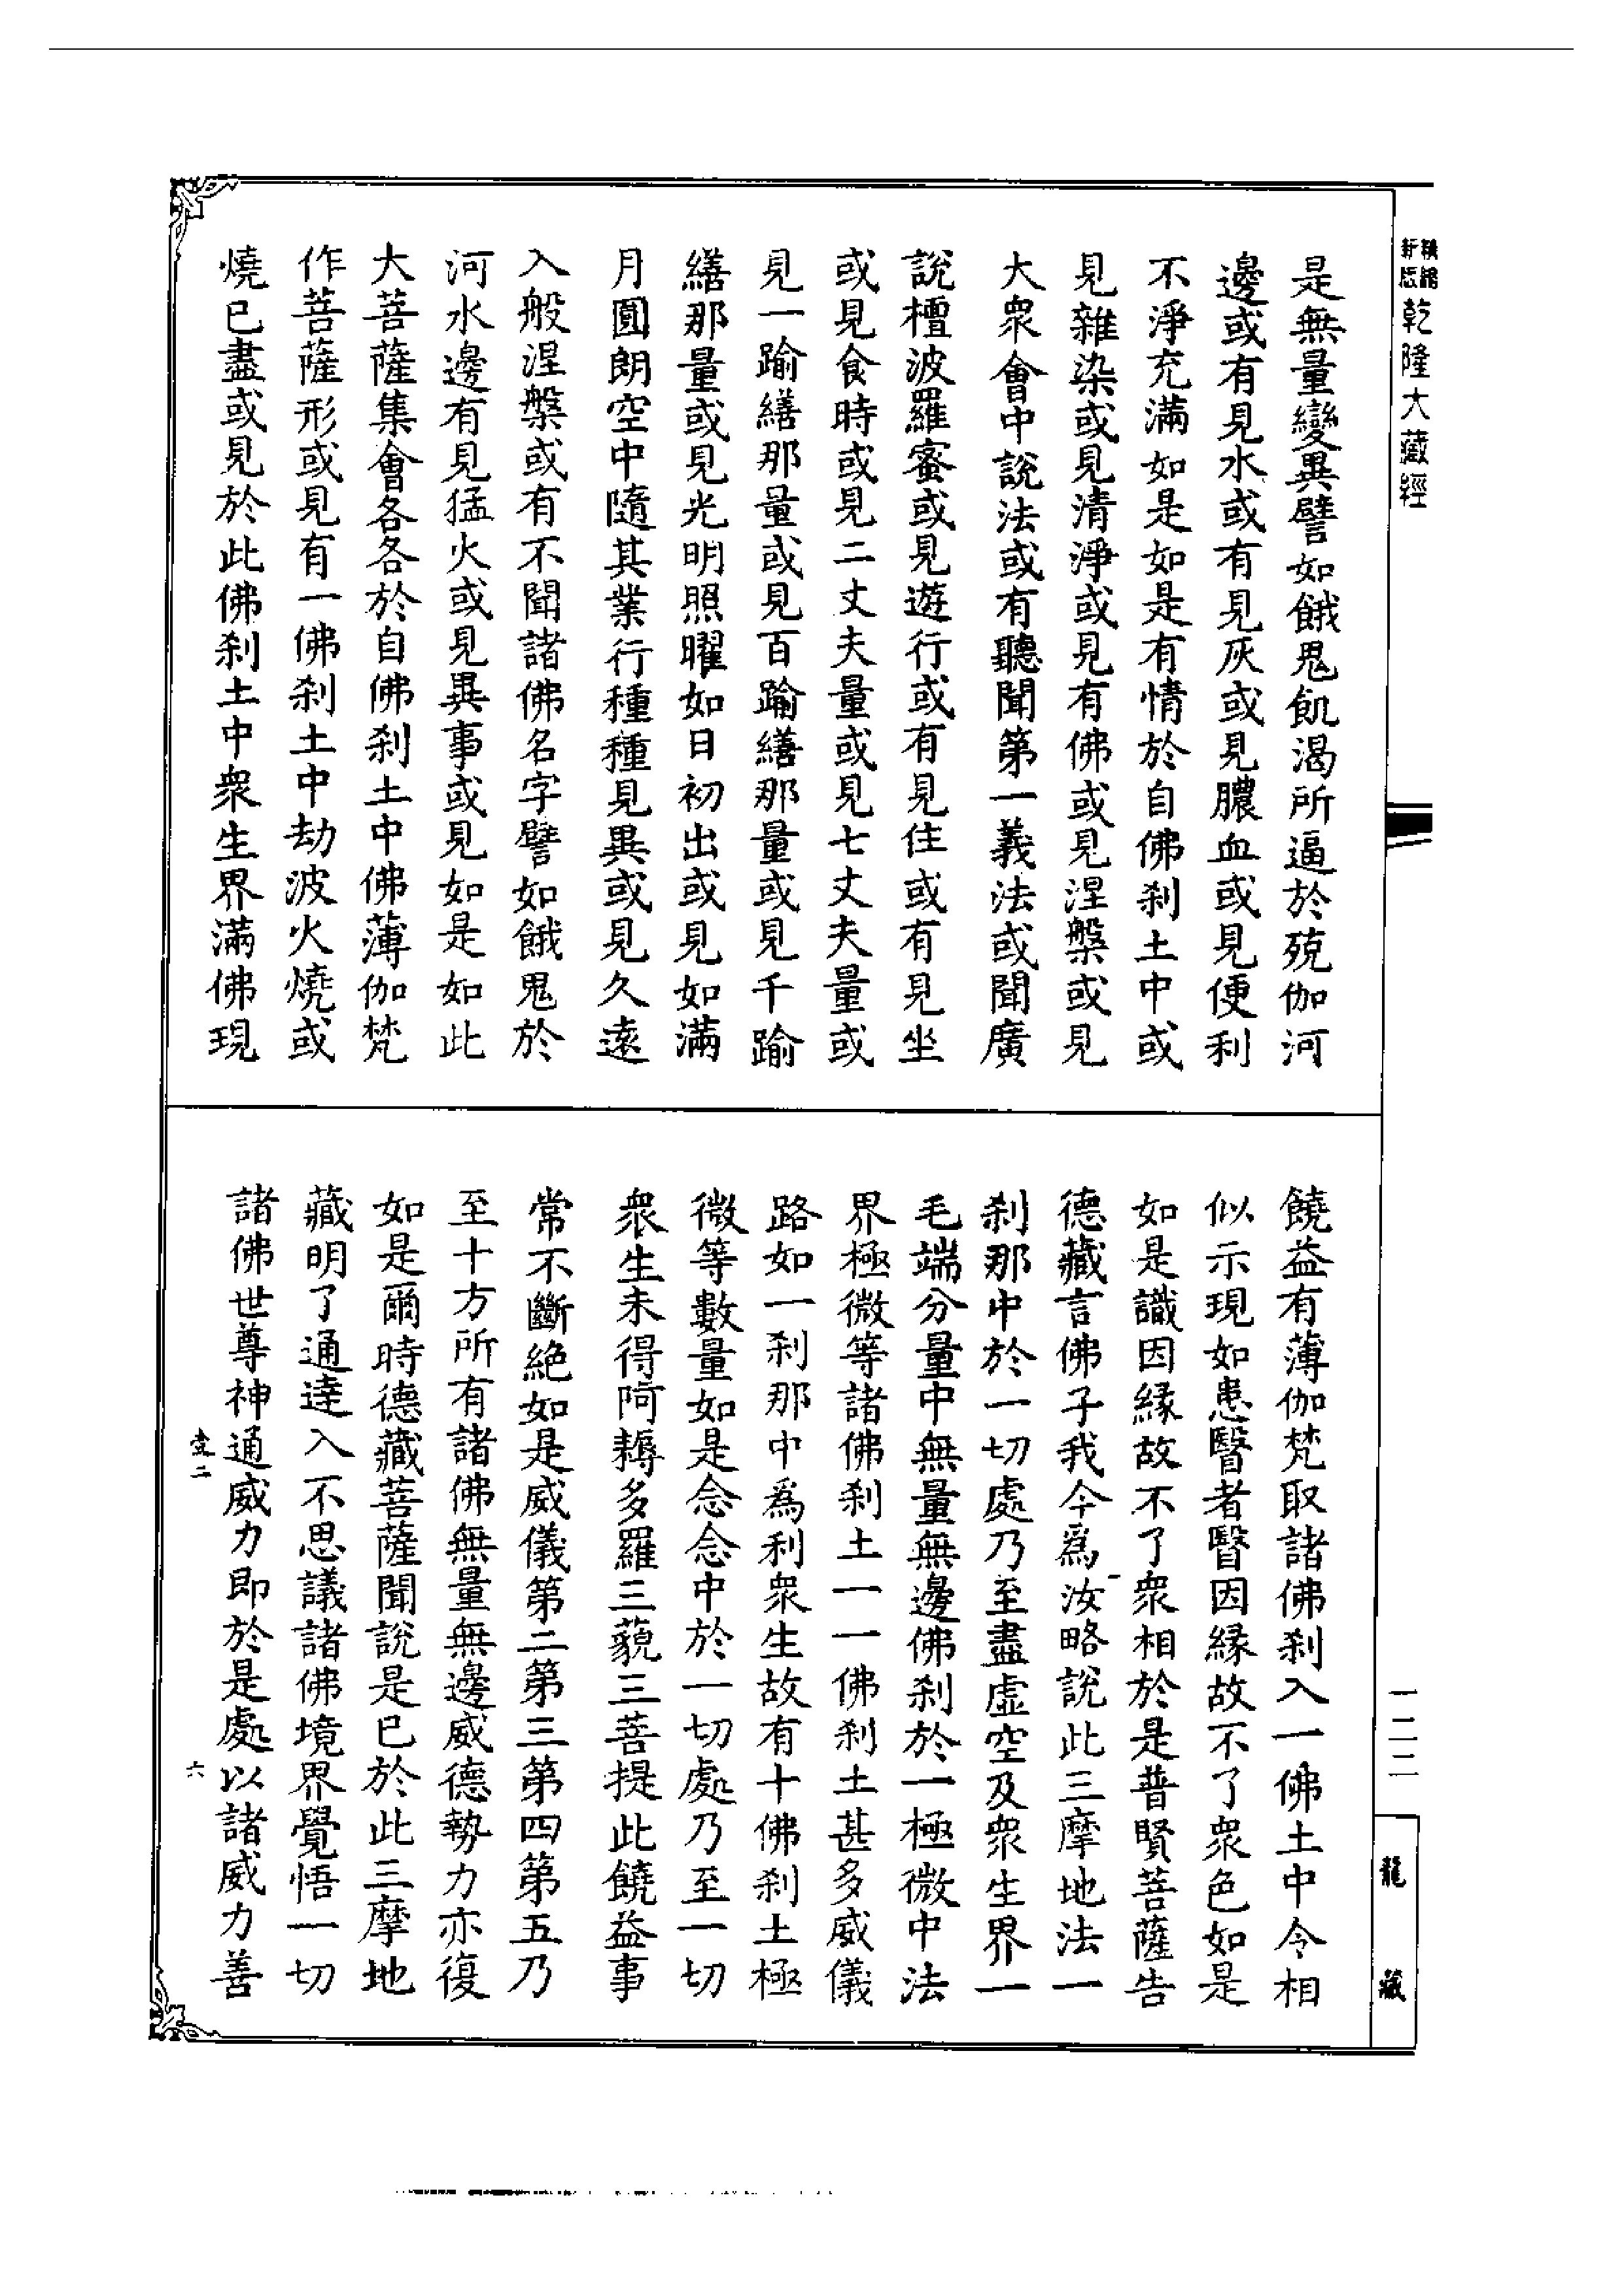 新編縮版
乾隆大藏經
是無量變異譬如餓鬼飢渴所逼於殑伽河
邊或有見水或有見灰或見膿血或見便利
不淨充滿如是如是有情於自佛刹土中或
見雜染或見清淨或見有佛或見涅槃或見
大眾會中說法或有聽聞第一義法或聞廣
說檀波羅蜜或見遊行或有見住或有見坐
或見食時或見二丈夫量或見七丈夫量或
見一踰繕那量或見百踰繕那量或見千踰
繕那量或見光明照曜如日初出或見如滿
月圓朗空中隨其業行種種見異或見久遠
入般涅槃或有不聞諸佛名字譬如餓鬼於
河水邊有見猛火或見異事或見如是如此
大菩薩集會各各於自佛刹土中佛薄伽梵
作菩薩形或見有一佛刹土中劫波火燒或
燒已盡或見於此佛刹土中眾生界滿佛現
饒益有薄伽梵取諸佛刹入一佛土中令相
似示現如患瞖者瞖因緣故不了眾色如是
如是識因緣故不了眾相於是普賢菩薩告
德藏言佛子我今為汝略說此三摩地法一
刹那中於一切處乃至盡虛空及眾生界一
毛端分量中無量無邊佛刹於一極微中法
界極微等諸佛刹土一一佛刹土甚多威儀
路如一刹那中為利眾生故有十佛刹土極
微等數量如是念念中於一切處乃至一切
眾生未得阿耨多羅三藐三菩提此饒益事
常不斷絕如是威儀第二第三第四第五乃
至十方所有諸佛無量無邊威德勢力亦復
如是爾時德藏菩薩聞說是已於此三摩地
藏明了通達入不思議諸佛境界覺悟一切
諸佛世尊神通威力即於是處以諸威力善
壹二
六
一二二
龍藏